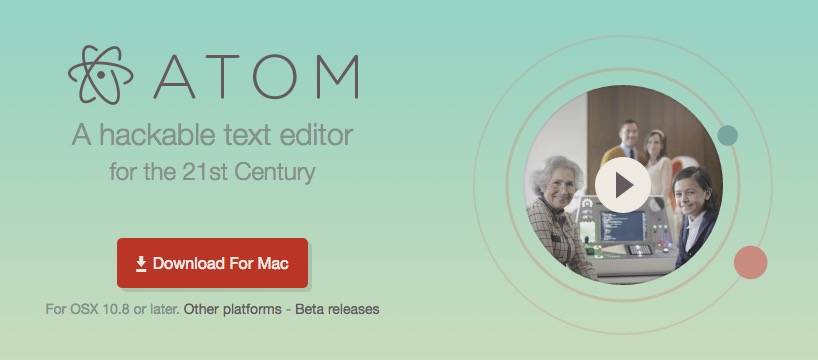 ATOM
A hackable text editor
for the 21st Century
Download For Mac
For OSX 10.8 or later. Other platforms - Beta releases